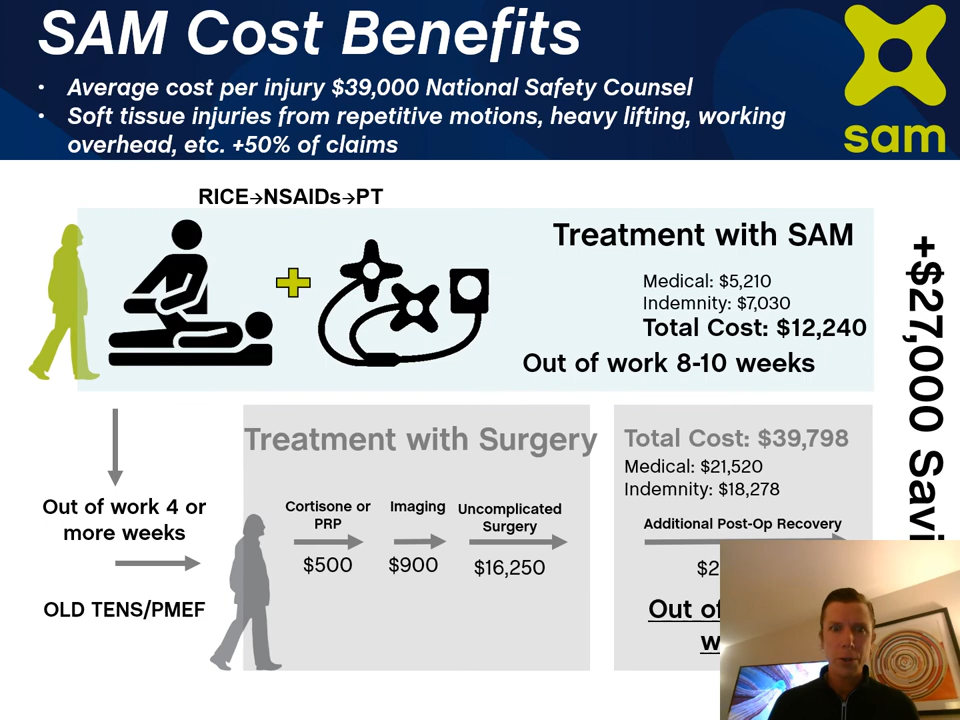 SAM Cost Benefits
• Average cost per injury $39,000 National Safety Counsel
• Soft tissue injuries from repetitive motions, heavy lifting, working
overhead, etc. +50% of claims
sam
RICE→NSAIDs→PT
Treatment with SAM
Medical: $5,210
Indemnity: $7,030
Total Cost: $12,240
Out of work 8-10 weeks
+$27,000
Treatment with Surgery
Total Cost: $39,798
Medical: $21,520
Indemnity: $18,278
Out of work 4 or
more weeks
Cortisone or
PRP
Imaging
Uncomplicated
Surgery
Additional Post-Op Recovery
$500
$900
$16,250
OLD TENS/PMEF
Out